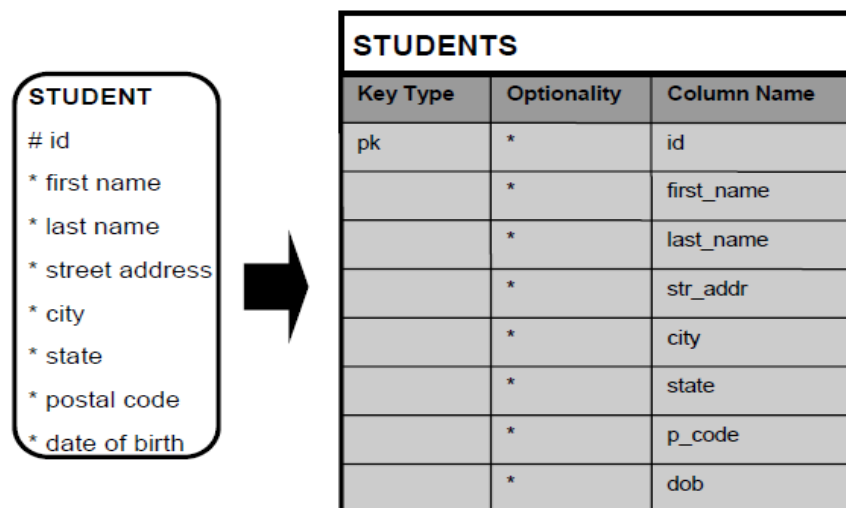 STUDENT
# id
* first name
* last name
* street address
* city
* state
* postal code
* date of birth
STUDENTS
Key Type Optionality Column Name
pk * id
* first_name
* last_name
* str_addr
* city
* state
* p_code
* dob